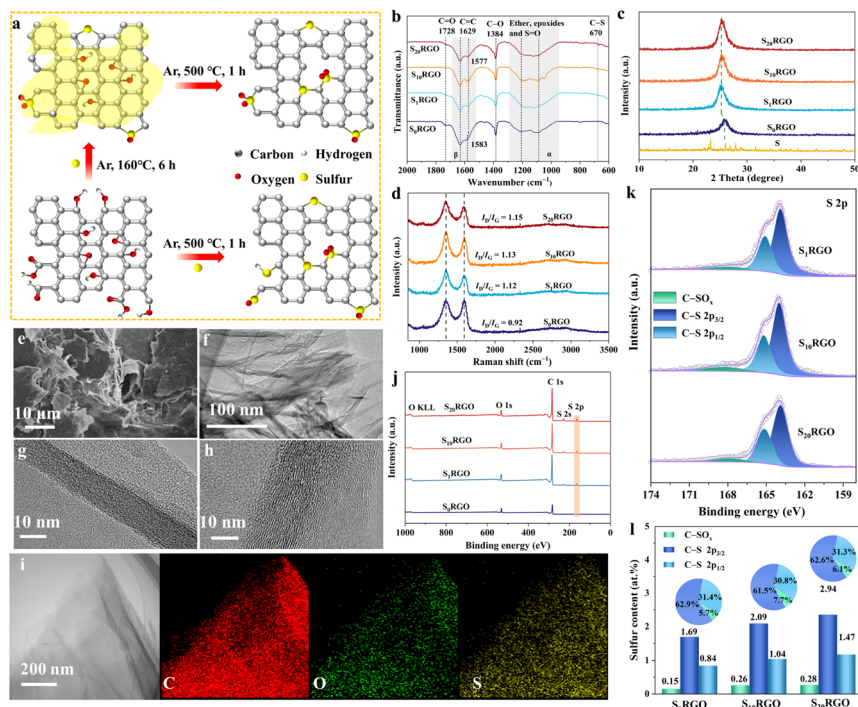 a
Ar, 500 ℃, 1 h
Ar, 160℃, 6 h
Carbon
Hydrogen
Oxygen
Sulfur
Ar, 500 ℃, 1 h
b
C=O
1728
C=C
1629
C−O
1384
Ether, epoxides
and S=O
C−S
670
S20RGO
1577
S10RGO
S1RGO
S0RGO
1583
β
α
Transmittance (a.u.)
2000 1800 1600 1400 1200 1000 800 600
Wavenumber (cm−1)
c
S20RGO
S10RGO
S1RGO
S0RGO
S
Intensity (a.u.)
10 20 30 40 50
2 Theta (degree)
d
ID/IG = 1.15 S20RGO
ID/IG = 1.13 S10RGO
ID/IG = 1.12 S1RGO
ID/IG = 0.92 S0RGO
Intensity (a.u.)
1000 1500 2000 2500 3000
Raman shift (cm−1)
e
10 μm
f
100 nm
g
10 nm
h
10 nm
i
200 nm
C
O
S
j
C 1s
O KLL
S20RGO
O 1s
S 2p
S 2s
S10RGO
S1RGO
S0RGO
Intensity (a.u.)
1000 800 600 400 200 0
Binding energy (eV)
k
S 2p
S1RGO
C−SOx
C−S 2p3/2
C−S 2p1/2
S10RGO
S20RGO
Intensity (a.u.)
174 171 168 165 162 159
Binding energy (eV)
l
C−SOx
C−S 2p3/2
C−S 2p1/2
62.9% 31.4% 5.7%
61.5% 30.8% 7.7%
62.6% 31.3% 6.1%
0.15 1.69 0.84
0.26 2.09 1.04
0.28 2.94 1.47
Sulfur content (at.%)
5
4
3
2
1
0
S1RGO S10RGO S20RGO